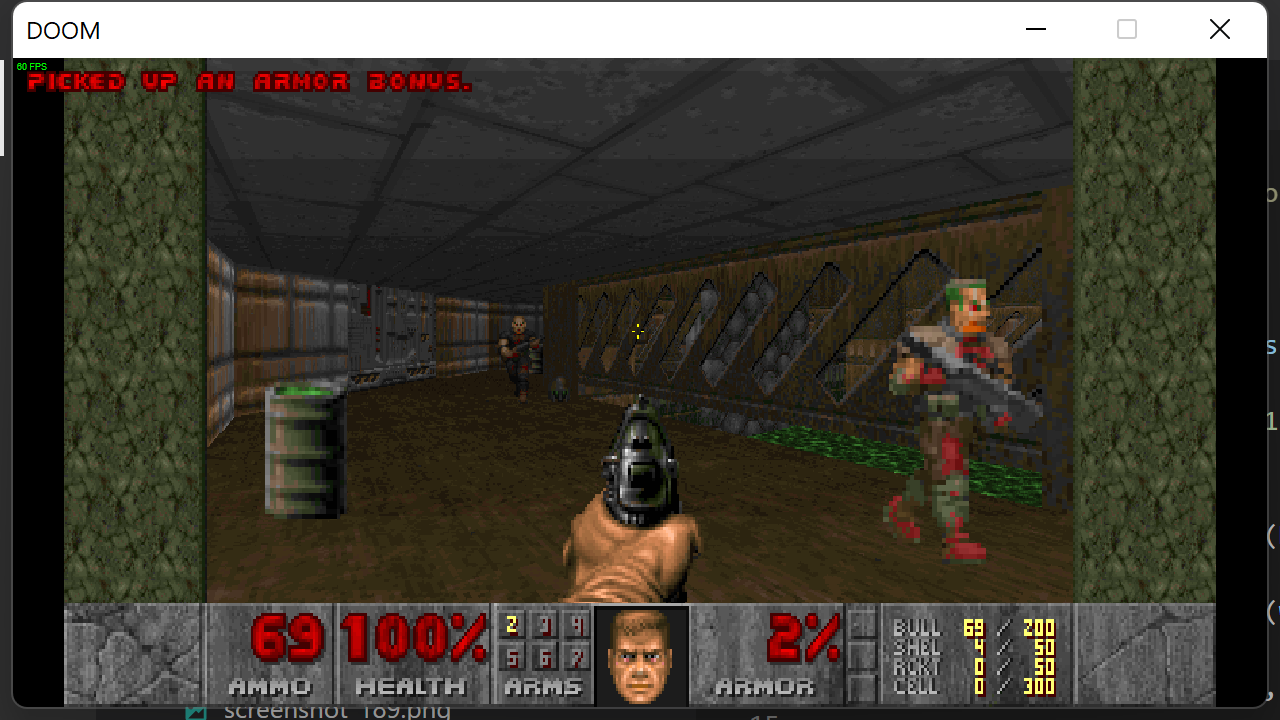 DOOM
60 FPS
PICKED UP AN ARMOR BONUS.
69 100% 2 3 4 2% BULL 69 / 200
SHEL 4 / 50
5 6 7 RCKT 0 / 50
AMMO HEALTH ARMS ARMOR CELL 0 / 300